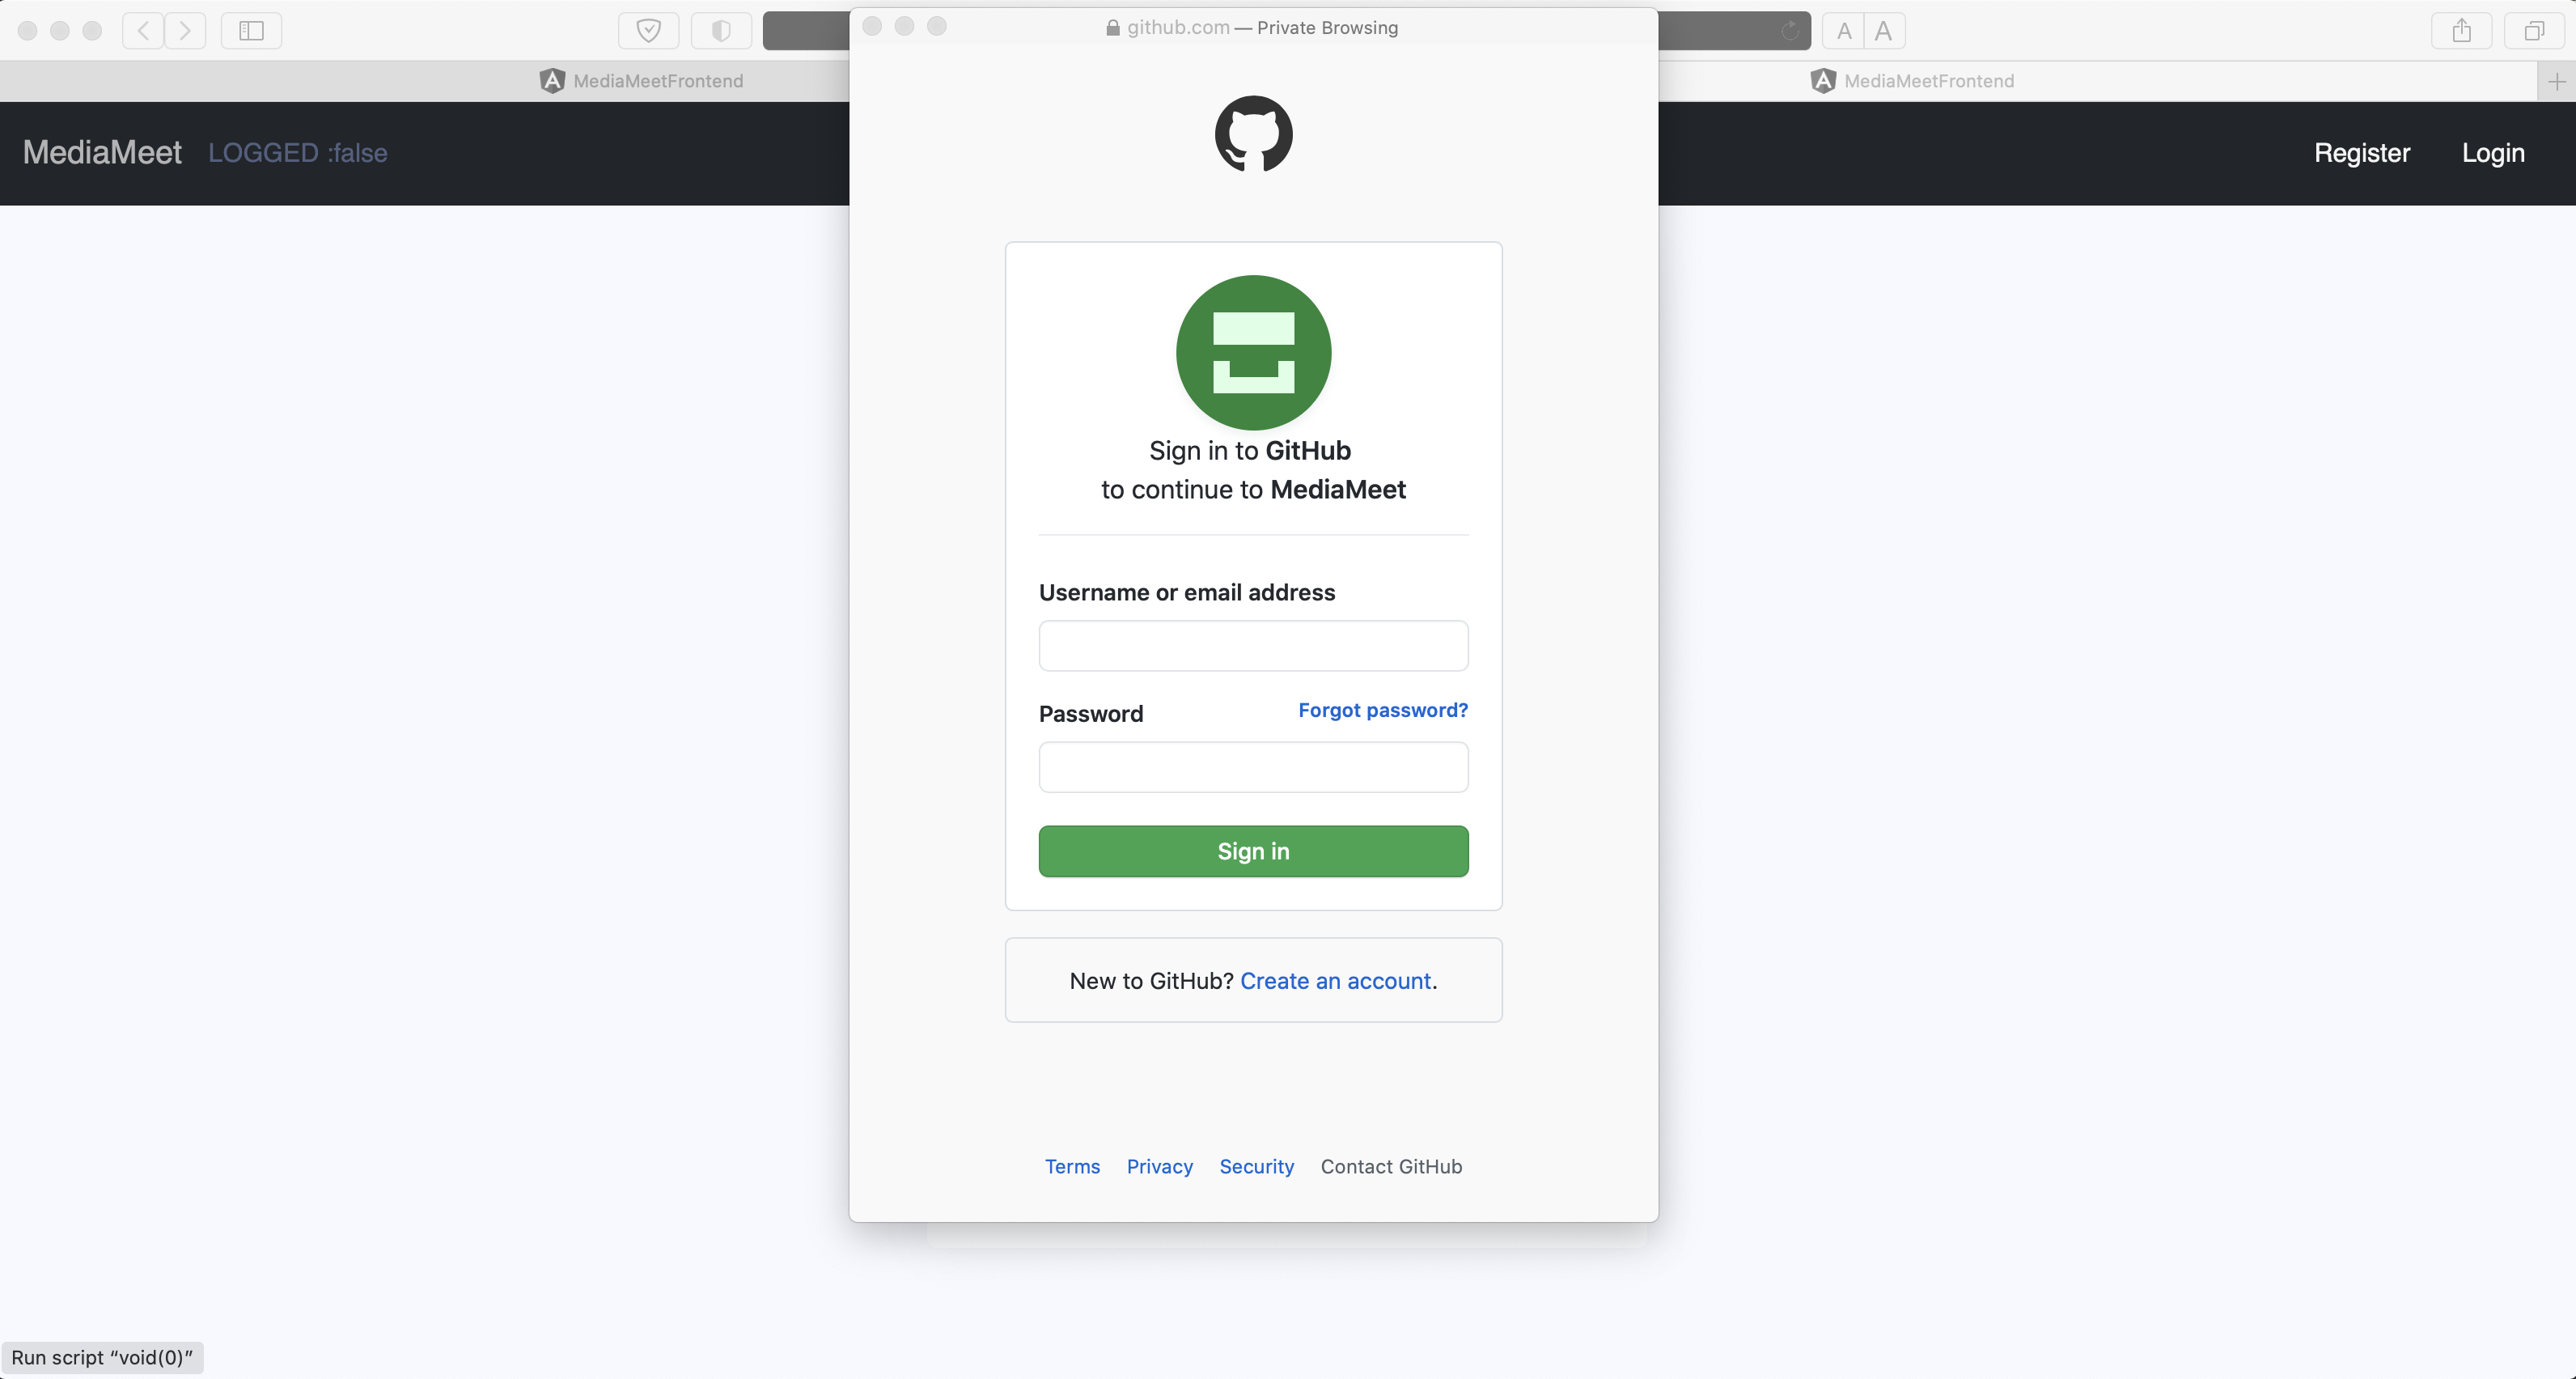 github.com — Private Browsing
A A
MediaMeetFrontend
MediaMeetFrontend
MediaMeet LOGGED :false
Register Login
Sign in to GitHub
to continue to MediaMeet
Username or email address
Password Forgot password?
Sign in
New to GitHub? Create an account.
Terms Privacy Security Contact GitHub
Run script “void(0)”